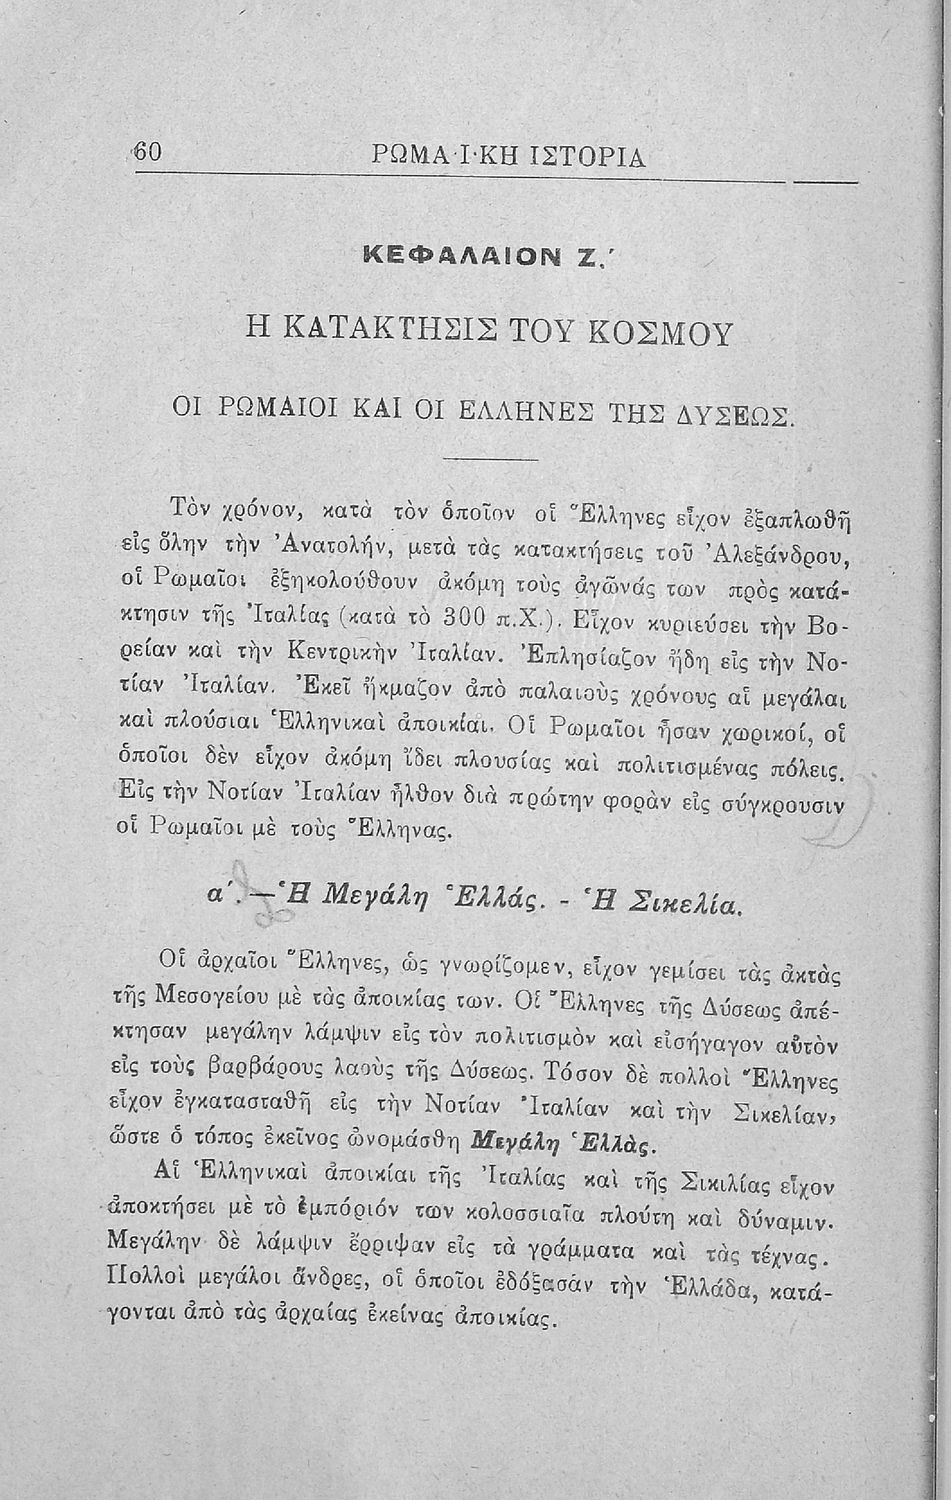 60
ΡΩΜΑ·Ι·ΚΗ ΙΣΤΟΡΙΑ
ΚΕΦΑΛΑΙΟΝ Ζ.′
Η ΚΑΤΑΚΤΗΣΙΣ ΤΟΥ ΚΟΣΜΟΥ
ΟΙ ΡΩΜΑΙΟΙ ΚΑΙ ΟΙ ΕΛΛΗΝΕΣ ΤΗΣ ΔΥΣΕΩΣ.
Τὸν χρόνον, κατὰ τὸν ὁποῖον οἱ Ἕλληνες εἶχον ἐξαπλωθῆ
εἰς ὅλην τὴν Ἀνατολήν, μετὰ τὰς κατακτήσεις τοῦ Ἀλεξάνδρου,
οἱ Ρωμαῖοι ἐξηκολούθουν ἀκόμη τοὺς ἀγῶνάς των πρὸς κατά-
κτησιν τῆς Ἰταλίας (κατὰ τὸ 300 π.Χ.). Εἶχον κυριεύσει τὴν Βο-
ρείαν καὶ τὴν Κεντρικὴν Ἰταλίαν. Ἐπλησίαζον ἤδη εἰς τὴν Νο-
τίαν Ἰταλίαν. Ἐκεῖ ἤκμαζον ἀπὸ παλαιοὺς χρόνους αἱ μεγάλαι
καὶ πλούσιαι Ἑλληνικαὶ ἀποικίαι. Οἱ Ρωμαῖοι ἦσαν χωρικοί, οἱ
ὁποῖοι δὲν εἶχον ἀκόμη ἴδει πλουσίας καὶ πολιτισμένας πόλεις.
Εἰς τὴν Νοτίαν Ἰταλίαν ἦλθον διὰ πρώτην φορὰν εἰς σύγκρουσιν
οἱ Ρωμαῖοι μὲ τοὺς Ἕλληνας.
α′.—Ἡ Μεγάλη Ἑλλάς. - Ἡ Σικελία.
Οἱ ἀρχαῖοι Ἕλληνες, ὡς γνωρίζομεν, εἶχον γεμίσει τὰς ἀκτὰς
τῆς Μεσογείου μὲ τὰς ἀποικίας των. Οἱ Ἕλληνες τῆς Δύσεως ἀπέ-
κτησαν μεγάλην λάμψιν εἰς τὸν πολιτισμὸν καὶ εἰσήγαγον αὐτὸν
εἰς τοὺς βαρβάρους λαοὺς τῆς Δύσεως. Τόσον δὲ πολλοὶ Ἕλληνες
εἶχον ἐγκατασταθῆ εἰς τὴν Νοτίαν Ἰταλίαν καὶ τὴν Σικελίαν,
ὥστε ὁ τόπος ἐκεῖνος ὠνομάσθη Μεγάλη Ἑλλὰς.
Αἱ Ἑλληνικαὶ ἀποικίαι τῆς Ἰταλίας καὶ τῆς Σικιλίας εἶχον
ἀποκτήσει μὲ τὸ ἐμπόριόν των κολοσσιαῖα πλούτη καὶ δύναμιν.
Μεγάλην δὲ λάμψιν ἔρριψαν εἰς τὰ γράμματα καὶ τὰς τέχνας.
Πολλοὶ μεγάλοι ἄνδρες, οἱ ὁποῖοι ἐδόξασαν τὴν Ἑλλάδα, κατά-
γονται ἀπὸ τὰς ἀρχαίας ἐκείνας ἀποικίας.